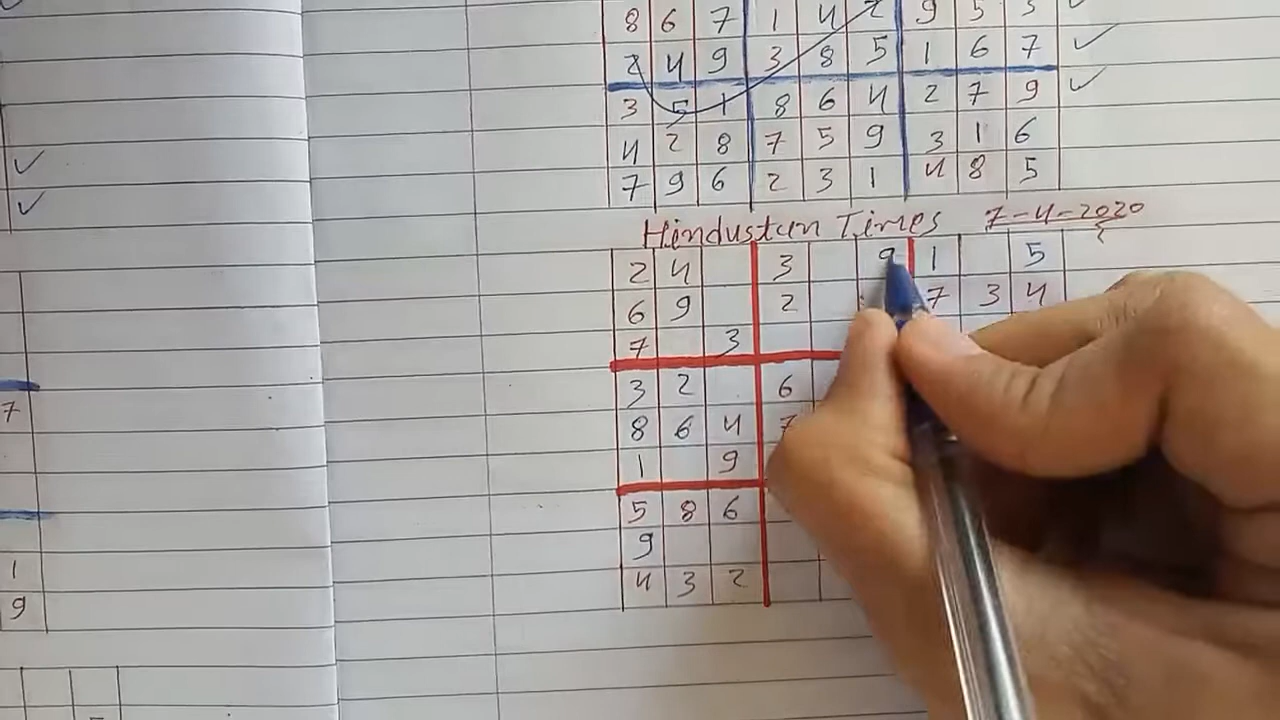 8 6 7 1 4 2 9 5 3
2 4 9 3 8 5 1 6 7
3 5 1 8 6 4 2 7 9
4 2 8 7 5 9 3 1 6
7 9 6 2 3 1 4 8 5
Hindustan Times 7-4-2020
2 4 3 9 1 5
6 9 2 7 3 4
7 3
3 2 6
7 8 6 4 7
1 9
5 8 6
9
1 4 3 2
9